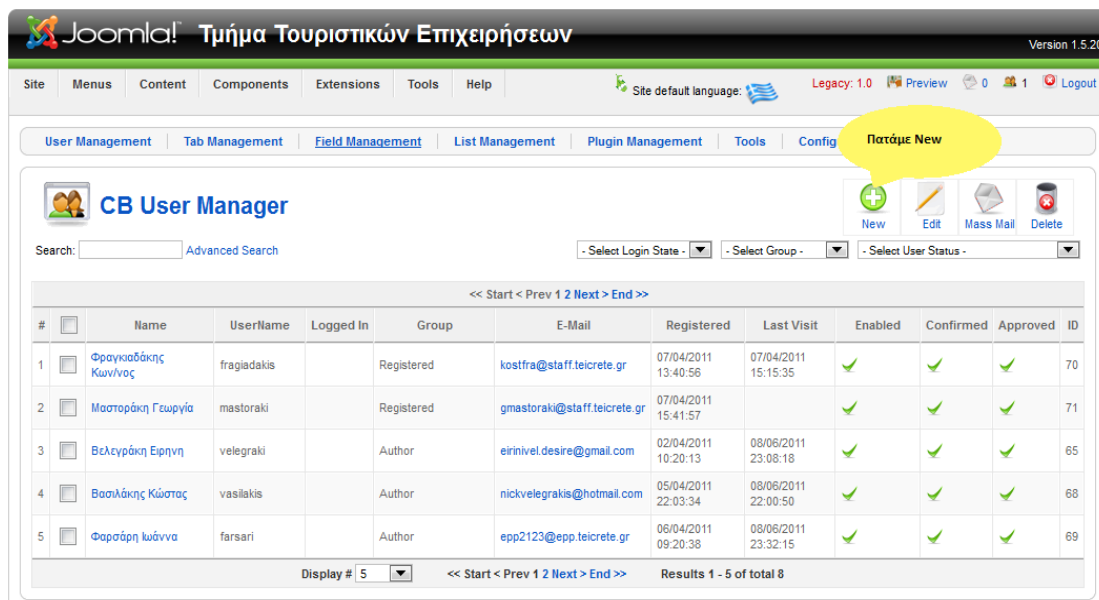 Joomla! Τμήμα Τουριστικών Επιχειρήσεων
Version 1.5.20
Site Menus Content Components Extensions Tools Help Site default language: Legacy: 1.0 Preview 0 1 Logout
User Management Tab Management Field Management List Management Plugin Management Tools Config
Πατάμε New
CB User Manager
New Edit Mass Mail Delete
Search: Advanced Search - Select Login State - - Select Group - - Select User Status -
<< Start < Prev 1 2 Next > End >>
# Name UserName Logged In Group E-Mail Registered Last Visit Enabled Confirmed Approved ID
1 Φραγκιαδάκης Κων/νος fragiadakis Registered kostfra@staff.teicrete.gr 07/04/2011 13:40:56 07/04/2011 15:15:35 70
2 Μαστοράκη Γεωργία mastoraki Registered gmastoraki@staff.teicrete.gr 07/04/2011 15:41:57 71
3 Βελεγράκη Ειρηνη velegraki Author eirinivel.desire@gmail.com 02/04/2011 10:20:13 08/06/2011 23:08:18 65
4 Βασιλάκης Κώστας vasilakis Author nickvelegrakis@hotmail.com 05/04/2011 22:03:34 08/06/2011 22:00:50 68
5 Φαρσάρη Ιωάννα farsari Author epp2123@epp.teicrete.gr 06/04/2011 09:20:38 08/06/2011 23:32:15 69
Display # 5 << Start < Prev 1 2 Next > End >> Results 1 - 5 of total 8